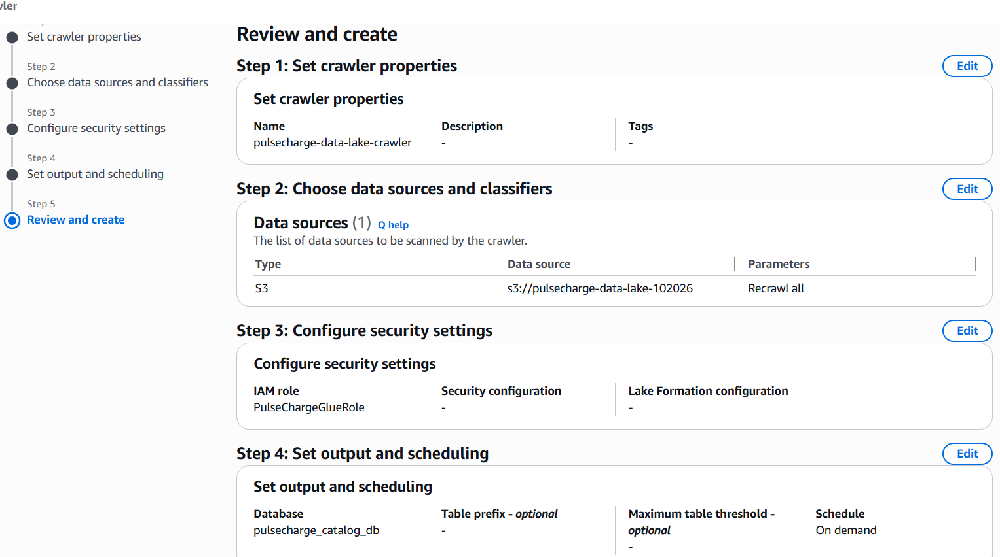 Set crawler properties
Step 2
Choose data sources and classifiers
Step 3
Configure security settings
Step 4
Set output and scheduling
Step 5
Review and create
Review and create
Step 1: Set crawler properties
Edit
Set crawler properties
Name
pulsecharge-data-lake-crawler
Description
-
Tags
-
Step 2: Choose data sources and classifiers
Edit
Data sources (1) Q help
The list of data sources to be scanned by the crawler.
Type Data source Parameters
S3 s3://pulsecharge-data-lake-102026 Recrawl all
Step 3: Configure security settings
Edit
Configure security settings
IAM role
PulseChargeGlueRole
Security configuration
-
Lake Formation configuration
-
Step 4: Set output and scheduling
Edit
Set output and scheduling
Database
pulsecharge_catalog_db
Table prefix - optional
-
Maximum table threshold -
optional
-
Schedule
On demand